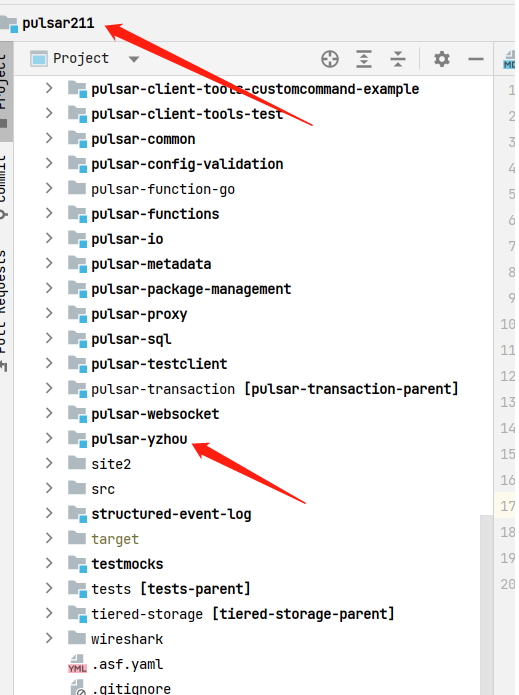 pulsar211
Project
Project
Commit
Pull Requests
pulsar-client-tools-customcommand-example
pulsar-client-tools-test
pulsar-common
pulsar-config-validation
pulsar-function-go
pulsar-functions
pulsar-io
pulsar-metadata
pulsar-package-management
pulsar-proxy
pulsar-sql
pulsar-testclient
pulsar-transaction [pulsar-transaction-parent]
pulsar-websocket
pulsar-yzhou
site2
src
structured-event-log
target
testmocks
tests [tests-parent]
tiered-storage [tiered-storage-parent]
wireshark
YML .asf.yaml
.gitignore
MD
1
2
3
4
5
6
7
8
9
10
11
12
13
14
15
16
17
18
19
20